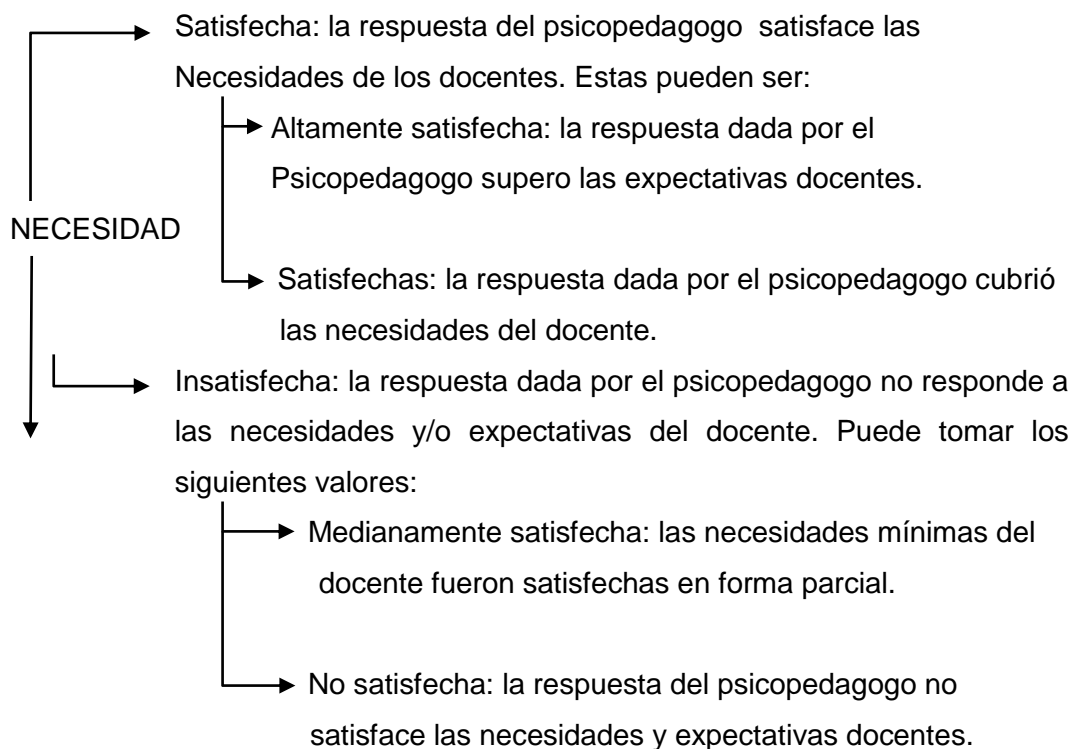 Satisfecha: la respuesta del psicopedagogo satisface las
Necesidades de los docentes. Estas pueden ser:
Altamente satisfecha: la respuesta dada por el
Psicopedagogo supero las expectativas docentes.
NECESIDAD
Satisfechas: la respuesta dada por el psicopedagogo cubrió
las necesidades del docente.
Insatisfecha: la respuesta dada por el psicopedagogo no responde a
las necesidades y/o expectativas del docente. Puede tomar los
siguientes valores:
Medianamente satisfecha: las necesidades mínimas del
docente fueron satisfechas en forma parcial.
No satisfecha: la respuesta del psicopedagogo no
satisface las necesidades y expectativas docentes.